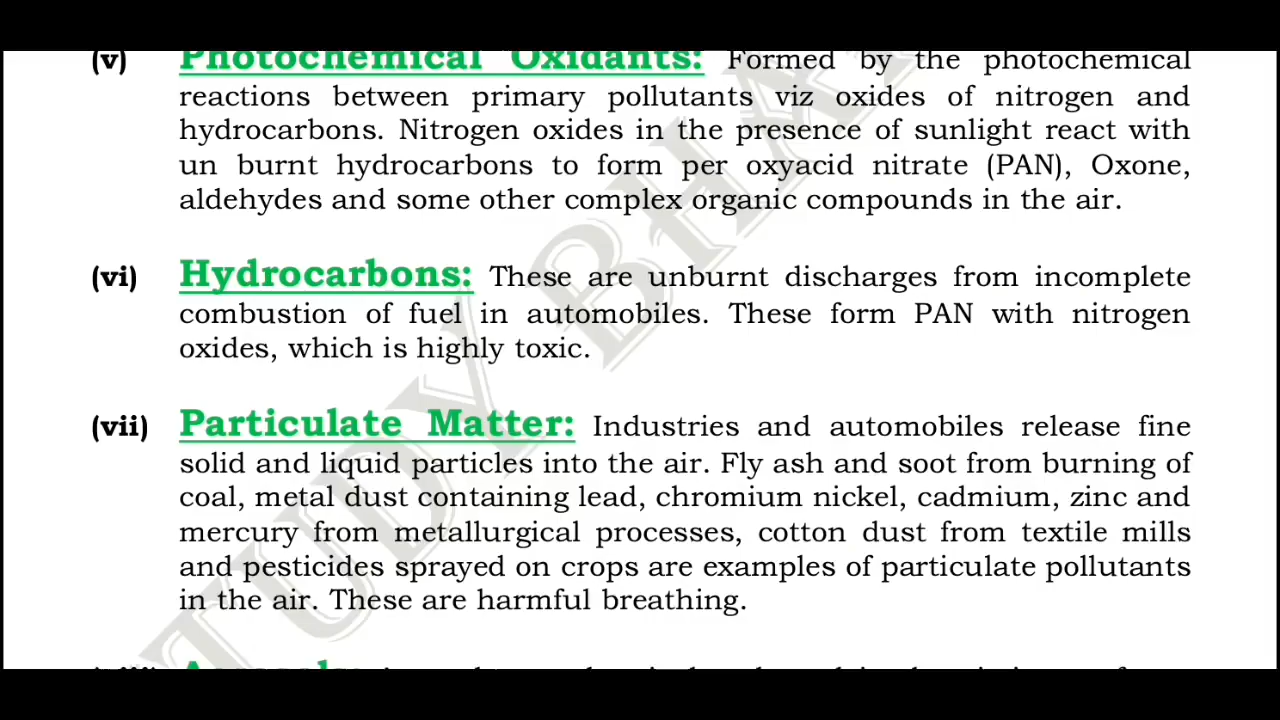 (v) Photochemical Oxidants: Formed by the photochemical
reactions between primary pollutants viz oxides of nitrogen and
hydrocarbons. Nitrogen oxides in the presence of sunlight react with
un burnt hydrocarbons to form per oxyacid nitrate (PAN), Oxone,
aldehydes and some other complex organic compounds in the air.
(vi) Hydrocarbons: These are unburnt discharges from incomplete
combustion of fuel in automobiles. These form PAN with nitrogen
oxides, which is highly toxic.
(vii) Particulate Matter: Industries and automobiles release fine
solid and liquid particles into the air. Fly ash and soot from burning of
coal, metal dust containing lead, chromium nickel, cadmium, zinc and
mercury from metallurgical processes, cotton dust from textile mills
and pesticides sprayed on crops are examples of particulate pollutants
in the air. These are harmful breathing.